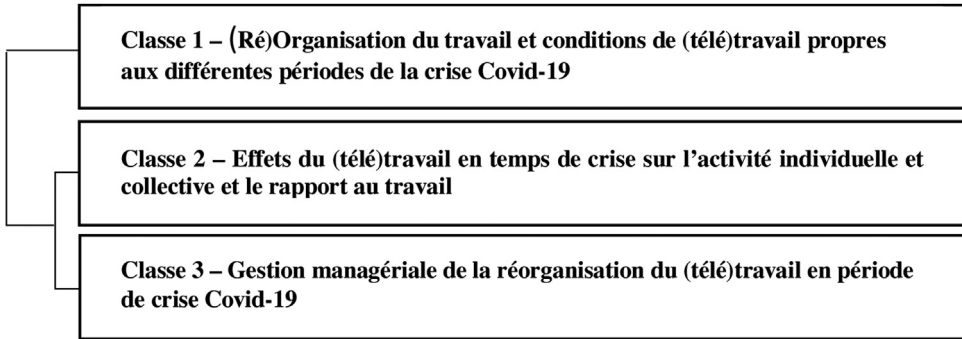 Classe 1 – (Ré)Organisation du travail et conditions de (télé)travail propres
aux différentes périodes de la crise Covid-19
Classe 2 – Effets du (télé)travail en temps de crise sur l’activité individuelle et
collective et le rapport au travail
Classe 3 – Gestion managériale de la réorganisation du (télé)travail en période
de crise Covid-19